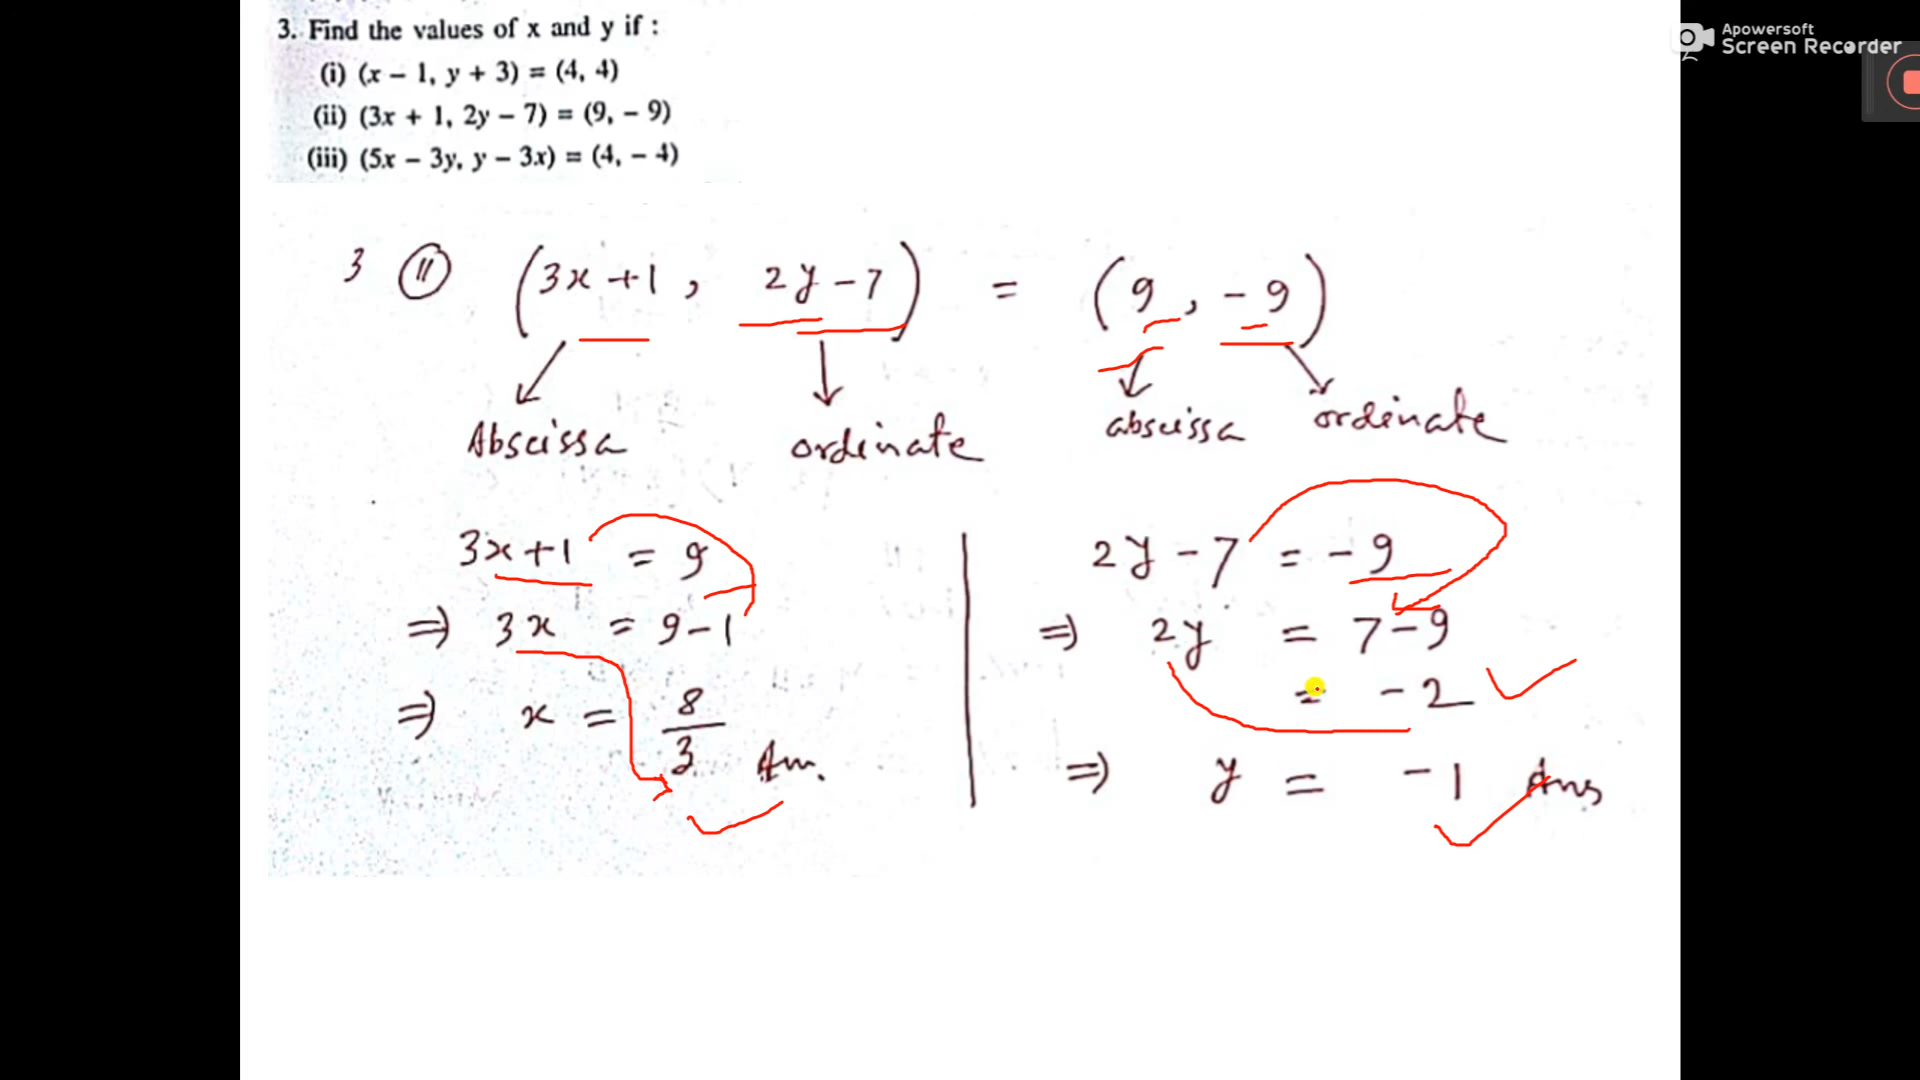 3. Find the values of x and y if :
(i) (x – 1, y + 3) = (4, 4)
(ii) (3x + 1, 2y – 7) = (9, – 9)
(iii) (5x – 3y, y – 3x) = (4, – 4)
Apowersoft
Screen Recorder
3 (11) (3x +1, 2y -7) = (9, -9)
Abscissa ordinate abscissa ordinate
3x+1 = 9
⇒ 3x = 9-1
⇒ x = 8/3 Ans.
2y - 7 = - 9
⇒ 2y = 7-9
= - 2
⇒ y = - 1 Ans